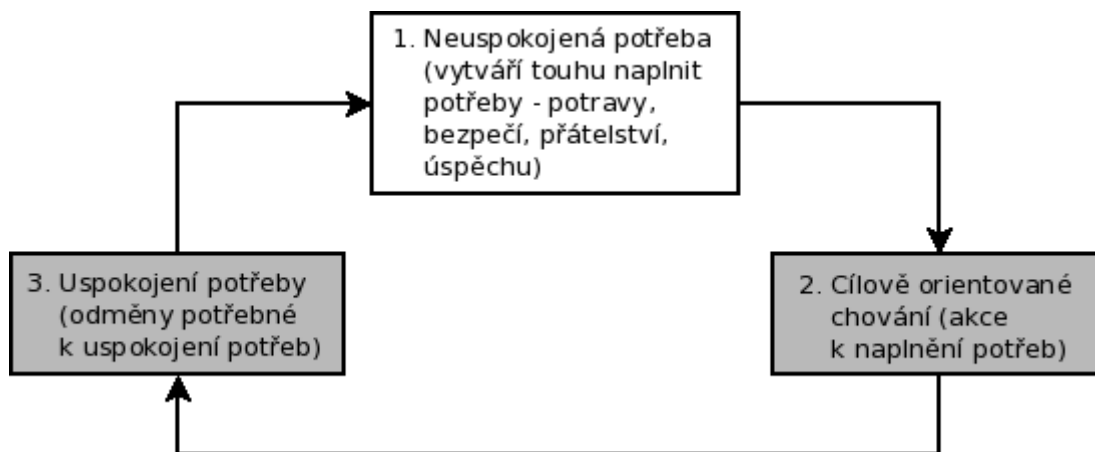 1. Neuspokojená potřeba
(vytváří touhu naplnit
potřeby - potravy,
bezpečí, přátelství,
úspěchu)
2. Cílově orientované
chování (akce
k naplnění potřeb)
3. Uspokojení potřeby
(odměny potřebné
k uspokojení potřeb)